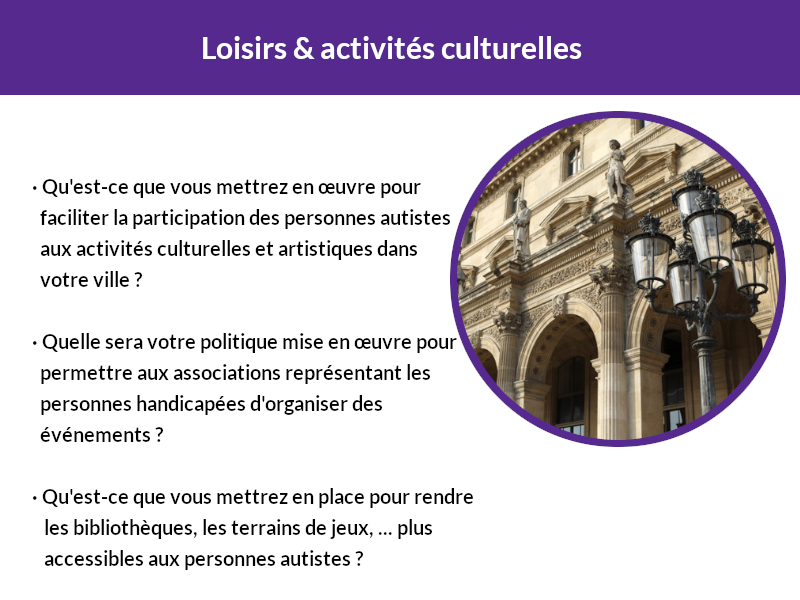 Loisirs & activités culturelles
· Qu'est-ce que vous mettrez en œuvre pour
faciliter la participation des personnes autistes
aux activités culturelles et artistiques dans
votre ville ?
· Quelle sera votre politique mise en œuvre pour
permettre aux associations représentant les
personnes handicapées d'organiser des
événements ?
· Qu'est-ce que vous mettrez en place pour rendre
les bibliothèques, les terrains de jeux, ... plus
accessibles aux personnes autistes ?